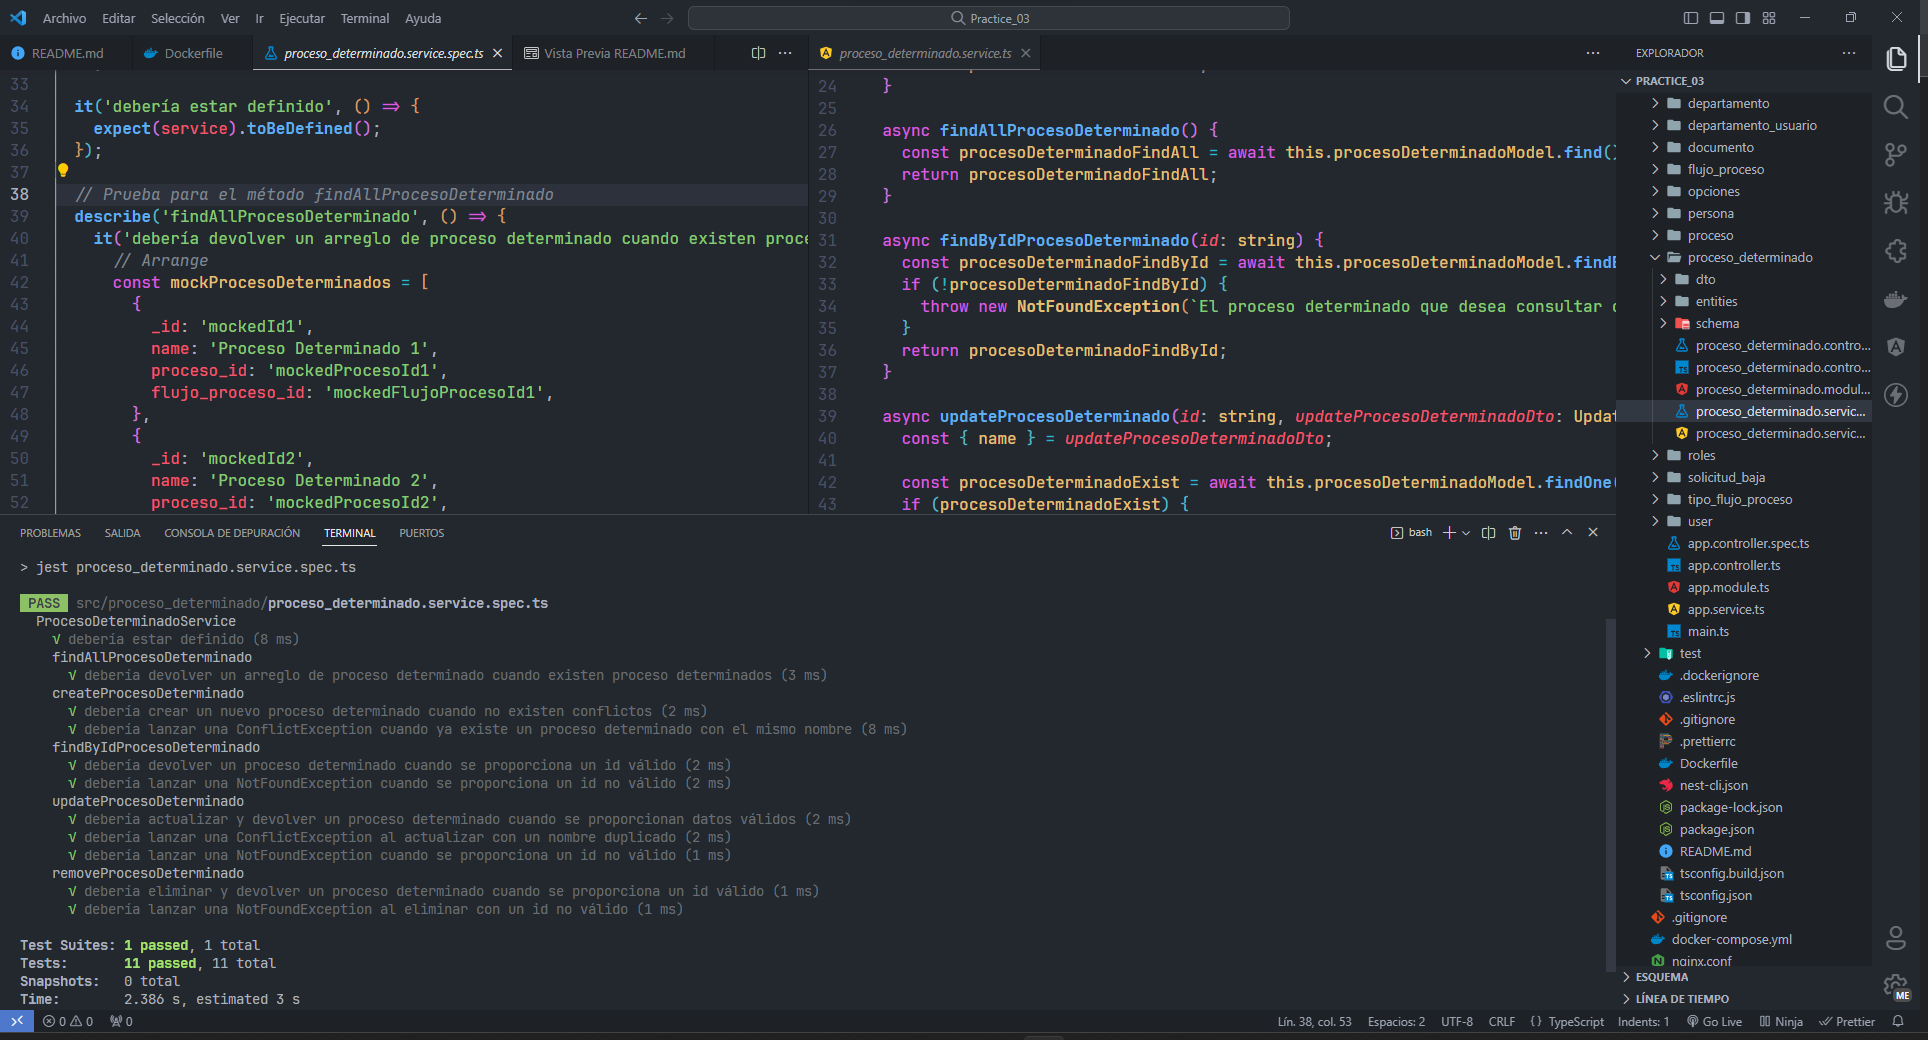 Archivo Editar Selección Ver Ir Ejecutar Terminal Ayuda
Practice_03
README.md
Dockerfile
proceso_determinado.service.spec.ts
Vista Previa README.md
proceso_determinado.service.ts
33
34 it('debería estar definido', () => {
35 expect(service).toBeDefined();
36 });
37
38 // Prueba para el método findAllProcesoDeterminado
39 describe('findAllProcesoDeterminado', () => {
40 it('debería devolver un arreglo de proceso determinado cuando existen proce
41 // Arrange
42 const mockProcesoDeterminados = [
43 {
44 _id: 'mockedId1',
45 name: 'Proceso Determinado 1',
46 proceso_id: 'mockedProcesoId1',
47 flujo_proceso_id: 'mockedFlujoProcesoId1',
48 },
49 {
50 _id: 'mockedId2',
51 name: 'Proceso Determinado 2',
52 proceso_id: 'mockedProcesoId2',
24 }
25
26 async findAllProcesoDeterminado() {
27 const procesoDeterminadoFindAll = await this.procesoDeterminadoModel.find()
28 return procesoDeterminadoFindAll;
29 }
30
31 async findByIdProcesoDeterminado(id: string) {
32 const procesoDeterminadoFindById = await this.procesoDeterminadoModel.findB
33 if (!procesoDeterminadoFindById) {
34 throw new NotFoundException(`El proceso determinado que desea consultar
35 }
36 return procesoDeterminadoFindById;
37 }
38
39 async updateProcesoDeterminado(id: string, updateProcesoDeterminadoDto: Updat
40 const { name } = updateProcesoDeterminadoDto;
41
42 const procesoDeterminadoExist = await this.procesoDeterminadoModel.findOne(
43 if (procesoDeterminadoExist) {
PROBLEMAS SALIDA CONSOLA DE DEPURACIÓN TERMINAL PUERTOS
bash
> jest proceso_determinado.service.spec.ts
PASS src/proceso_determinado/proceso_determinado.service.spec.ts
ProcesoDeterminadoService
√ debería estar definido (8 ms)
findAllProcesoDeterminado
√ debería devolver un arreglo de proceso determinado cuando existen proceso determinados (3 ms)
createProcesoDeterminado
√ debería crear un nuevo proceso determinado cuando no existen conflictos (2 ms)
√ debería lanzar una ConflictException cuando ya existe un proceso determinado con el mismo nombre (8 ms)
findByIdProcesoDeterminado
√ debería devolver un proceso determinado cuando se proporciona un id válido (2 ms)
√ debería lanzar una NotFoundException cuando se proporciona un id no válido (2 ms)
updateProcesoDeterminado
√ debería actualizar y devolver un proceso determinado cuando se proporcionan datos válidos (2 ms)
√ debería lanzar una ConflictException al actualizar con un nombre duplicado (2 ms)
√ debería lanzar una NotFoundException cuando se proporciona un id no válido (1 ms)
removeProcesoDeterminado
√ debería eliminar y devolver un proceso determinado cuando se proporciona un id válido (1 ms)
√ debería lanzar una NotFoundException al eliminar con un id no válido (1 ms)
Test Suites: 1 passed, 1 total
Tests: 11 passed, 11 total
Snapshots: 0 total
Time: 2.386 s, estimated 3 s
EXPLORADOR
PRACTICE_03
departamento
departamento_usuario
documento
flujo_proceso
opciones
persona
proceso
proceso_determinado
dto
entities
schema
proceso_determinado.contro...
proceso_determinado.contro...
proceso_determinado.modul...
proceso_determinado.servic...
proceso_determinado.servic...
roles
solicitud_baja
tipo_flujo_proceso
user
app.controller.spec.ts
app.controller.ts
app.module.ts
app.service.ts
main.ts
test
.dockerignore
.eslintrc.js
.gitignore
.prettierrc
Dockerfile
nest-cli.json
package-lock.json
package.json
README.md
tsconfig.build.json
tsconfig.json
.gitignore
docker-compose.yml
nginx.conf
ESQUEMA
LÍNEA DE TIEMPO
ME
0 0 0
Lín. 38, col. 53 Espacios: 2 UTF-8 CRLF {} TypeScript Indents: 1 Go Live Ninja Prettier